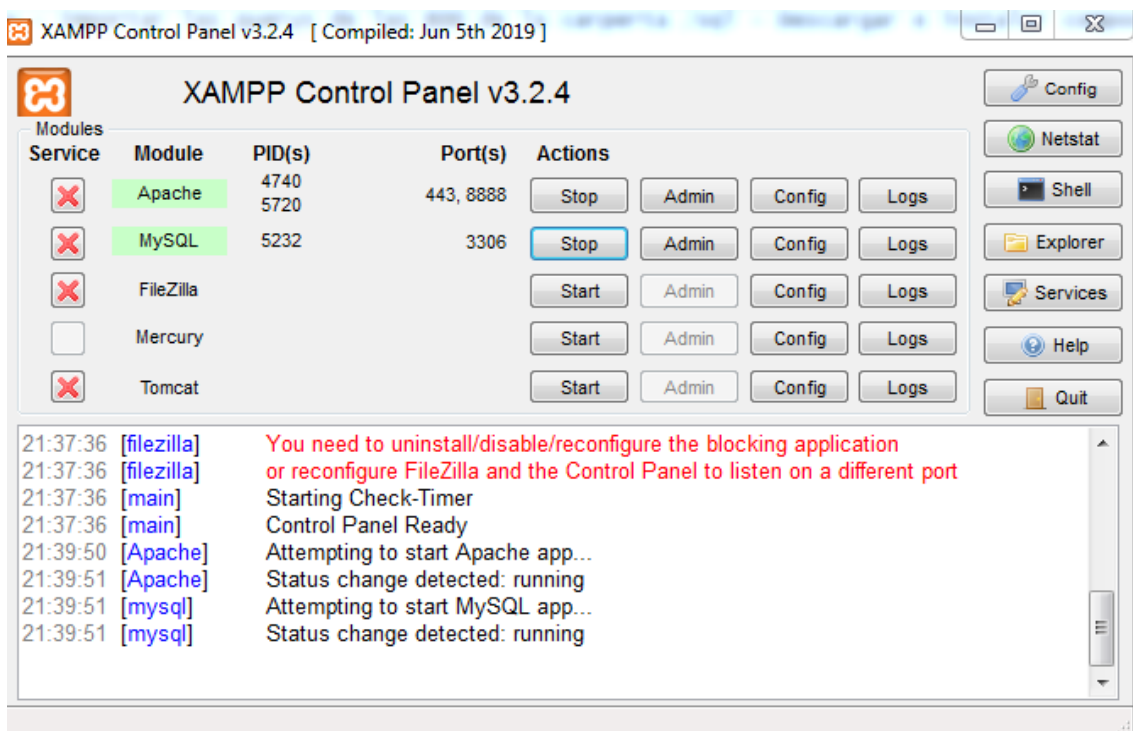 XAMPP Control Panel v3.2.4 [ Compiled: Jun 5th 2019 ]
XAMPP Control Panel v3.2.4
Config
Modules
Netstat
Service Module PID(s) Port(s) Actions
Apache 4740 5720 443, 8888 Stop Admin Config Logs
Shell
MySQL 5232 3306 Stop Admin Config Logs
Explorer
FileZilla Start Admin Config Logs
Services
Mercury Start Admin Config Logs
Help
Tomcat Start Admin Config Logs
Quit
21:37:36 [filezilla] You need to uninstall/disable/reconfigure the blocking application
21:37:36 [filezilla] or reconfigure FileZilla and the Control Panel to listen on a different port
21:37:36 [main] Starting Check-Timer
21:37:36 [main] Control Panel Ready
21:39:50 [Apache] Attempting to start Apache app...
21:39:51 [Apache] Status change detected: running
21:39:51 [mysql] Attempting to start MySQL app...
21:39:51 [mysql] Status change detected: running